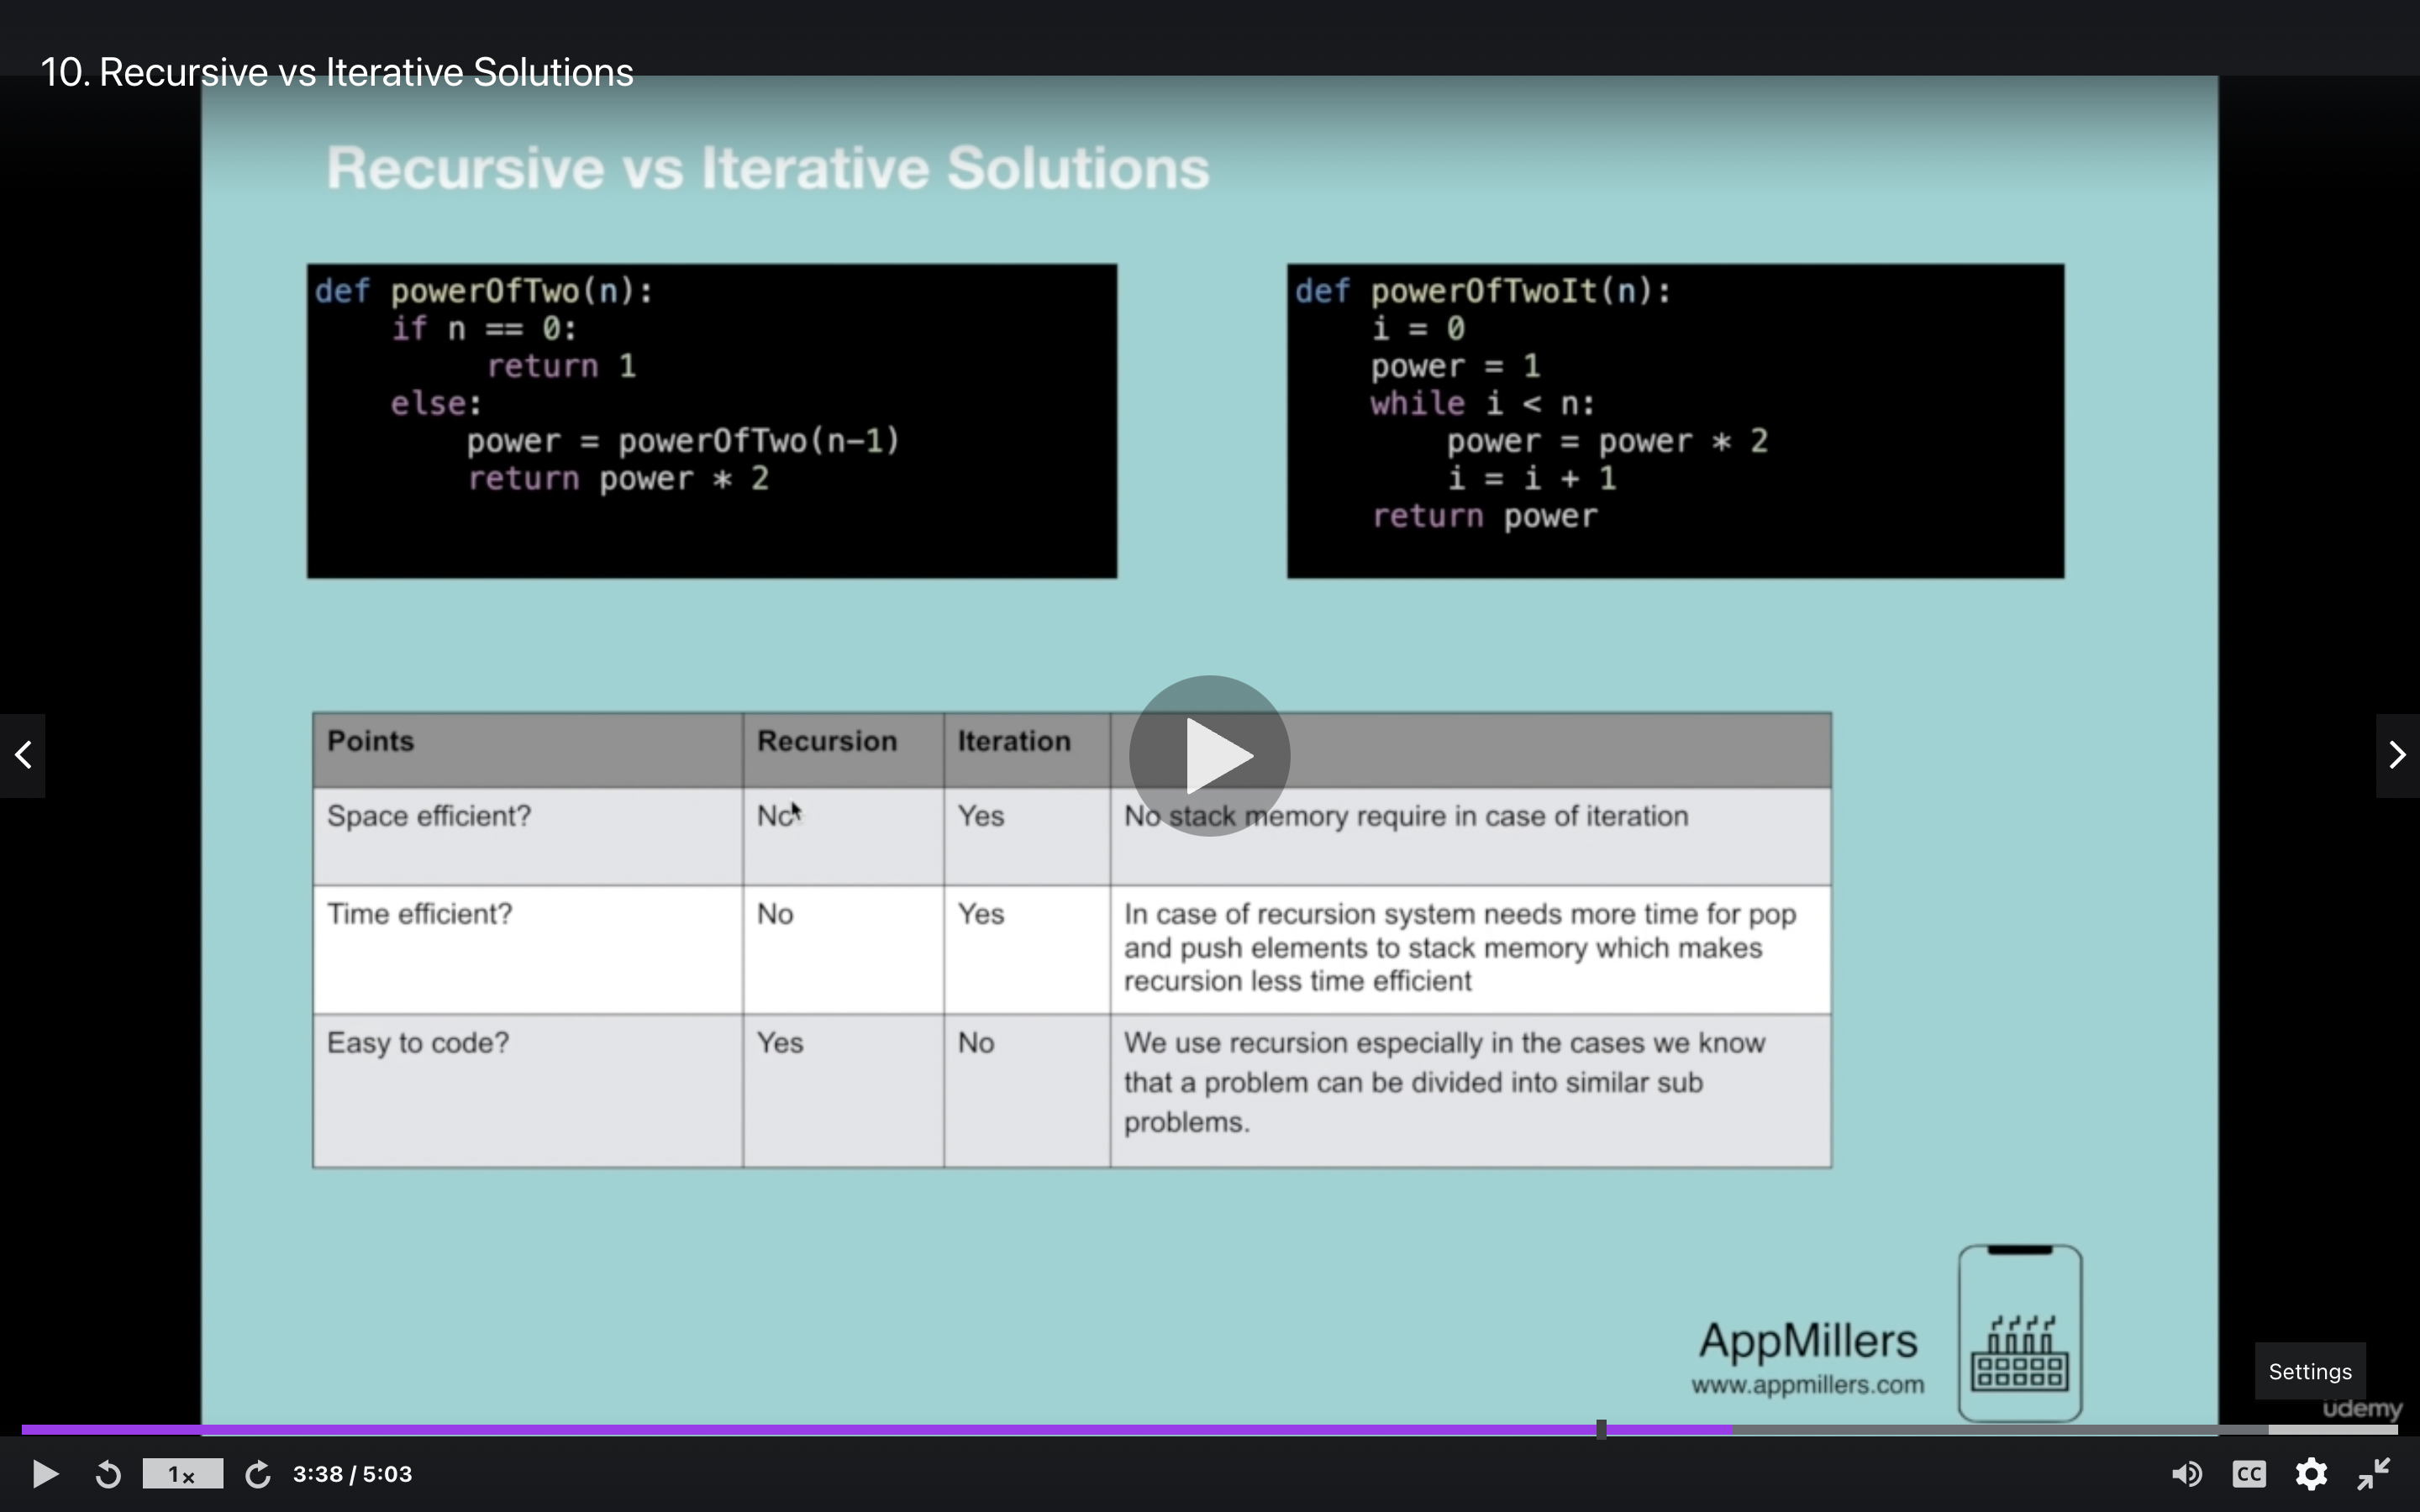 10. Recursive vs Iterative Solutions
Recursive vs Iterative Solutions
def powerOfTwo(n):
    if n == 0:
        return 1
    else:
        power = powerOfTwo(n-1)
        return power * 2
def powerOfTwoIt(n):
    i = 0
    power = 1
    while i < n:
        power = power * 2
        i = i + 1
    return power
Points Recursion Iteration
Space efficient? No Yes No stack memory require in case of iteration
Time efficient? No Yes In case of recursion system needs more time for pop
and push elements to stack memory which makes
recursion less time efficient
Easy to code? Yes No We use recursion especially in the cases we know
that a problem can be divided into similar sub
problems.
AppMillers
www.appmillers.com
Settings
udemy
1x 3:38 / 5:03 CC